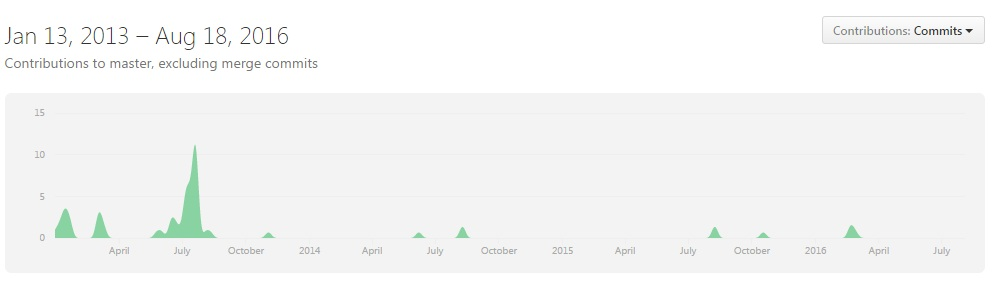 Jan 13, 2013 – Aug 18, 2016
Contributions: Commits
Contributions to master, excluding merge commits
15
10
5
0
April July October 2014 April July October 2015 April July October 2016 April July